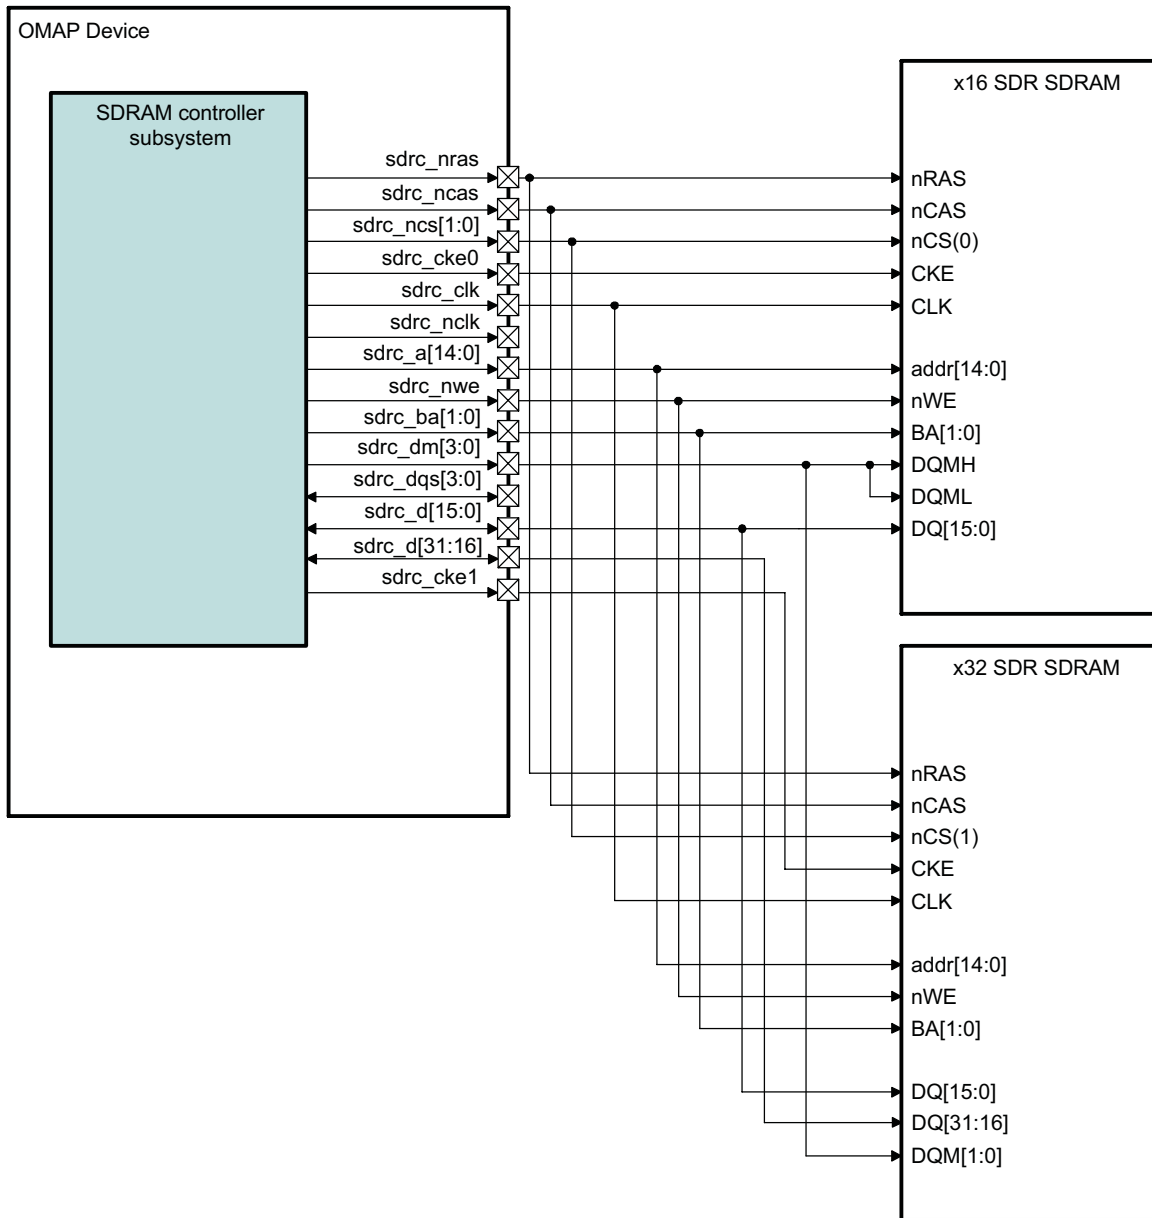 OMAP Device
SDRAM controller
subsystem
sdrc_nras
sdrc_ncas
sdrc_ncs[1:0]
sdrc_cke0
sdrc_clk
sdrc_nclk
sdrc_a[14:0]
sdrc_nwe
sdrc_ba[1:0]
sdrc_dm[3:0]
sdrc_dqs[3:0]
sdrc_d[15:0]
sdrc_d[31:16]
sdrc_cke1
x16 SDR SDRAM
nRAS
nCAS
nCS(0)
CKE
CLK
addr[14:0]
nWE
BA[1:0]
DQMH
DQML
DQ[15:0]
x32 SDR SDRAM
nRAS
nCAS
nCS(1)
CKE
CLK
addr[14:0]
nWE
BA[1:0]
DQ[15:0]
DQ[31:16]
DQM[1:0]